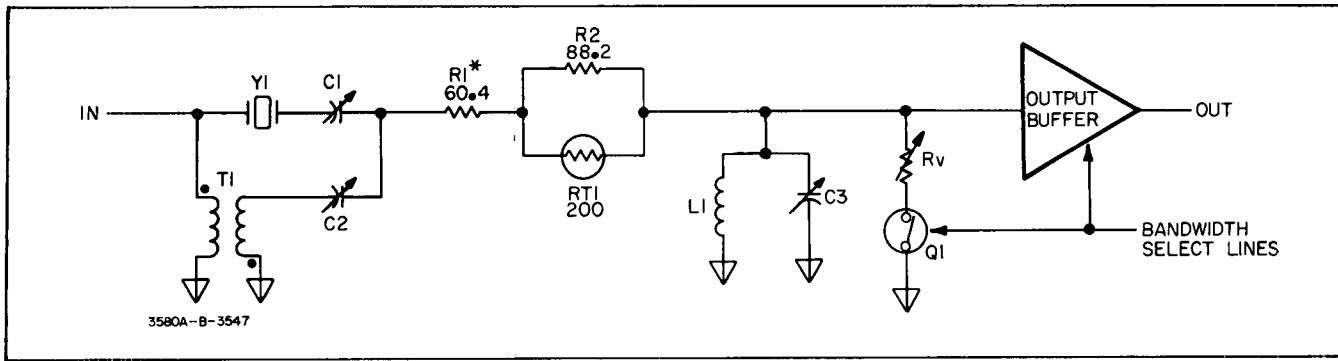 IN
Y1
C1
R1*
60.4
R2
88.2
RT1
200
T1
C2
L1
C3
Rv
Q1
OUTPUT
BUFFER
OUT
BANDWIDTH
SELECT LINES
3580A-B-3547